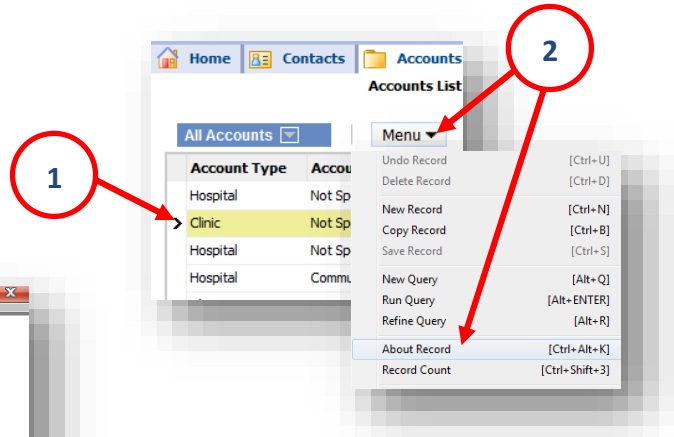 2
Home Contacts Accounts
Accounts List
All Accounts Menu
1
Account Type Accou
Hospital Not Sp
Clinic Not Sp
Hospital Not Sp
Hospital Commu
Undo Record [Ctrl+U]
Delete Record [Ctrl+D]
New Record [Ctrl+N]
Copy Record [Ctrl+B]
Save Record [Ctrl+S]
New Query [Alt+Q]
Run Query [Alt+ENTER]
Refine Query [Alt+R]
About Record [Ctrl+Alt+K]
Record Count [Ctrl+Shift+3]